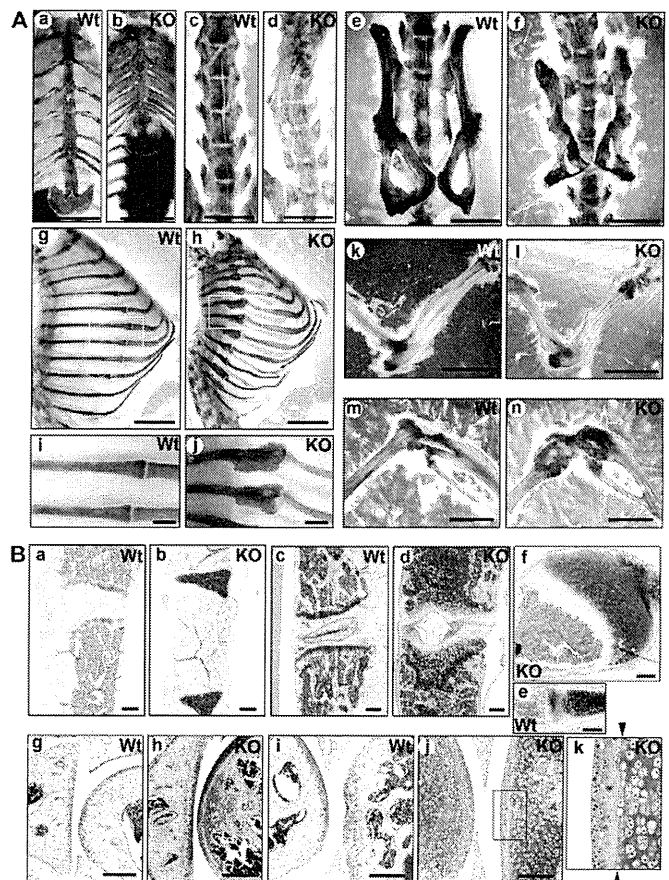 A a Wt b KO c Wt d KO e Wt f KO
g Wt h KO k Wt l KO
i Wt j KO m Wt n KO
B a Wt b KO c Wt d KO f KO
e Wt
g Wt h KO i Wt j KO k KO